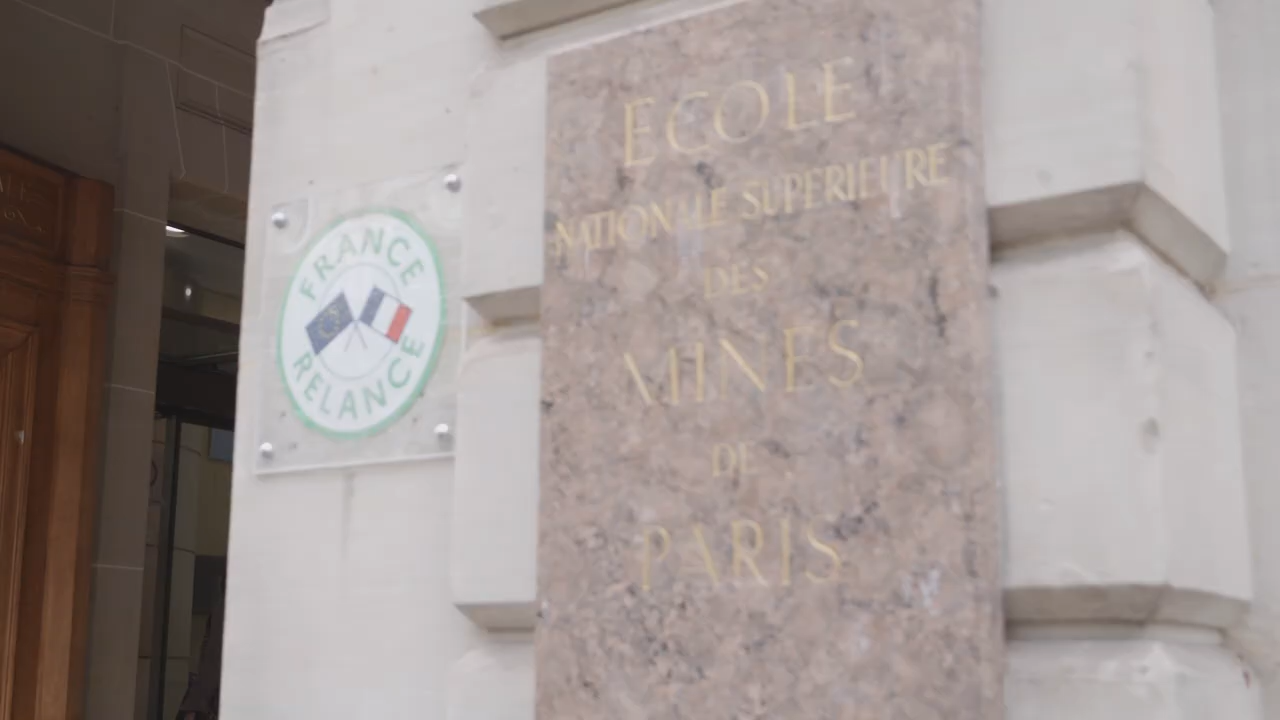 FRANCE
RELANCE
ECOLE
NATIONALE SUPERIEURE
DES
MINES
DE
PARIS